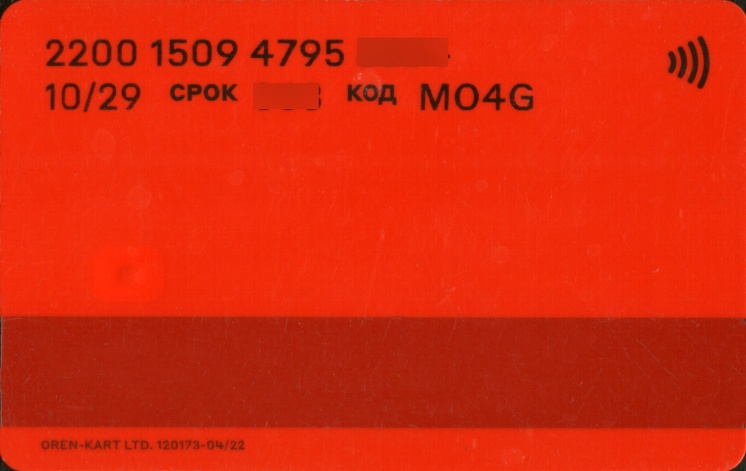 2200 1509 4795
10/29 СРОК КОД MO4G
OREN-KART LTD. 120173-04/22